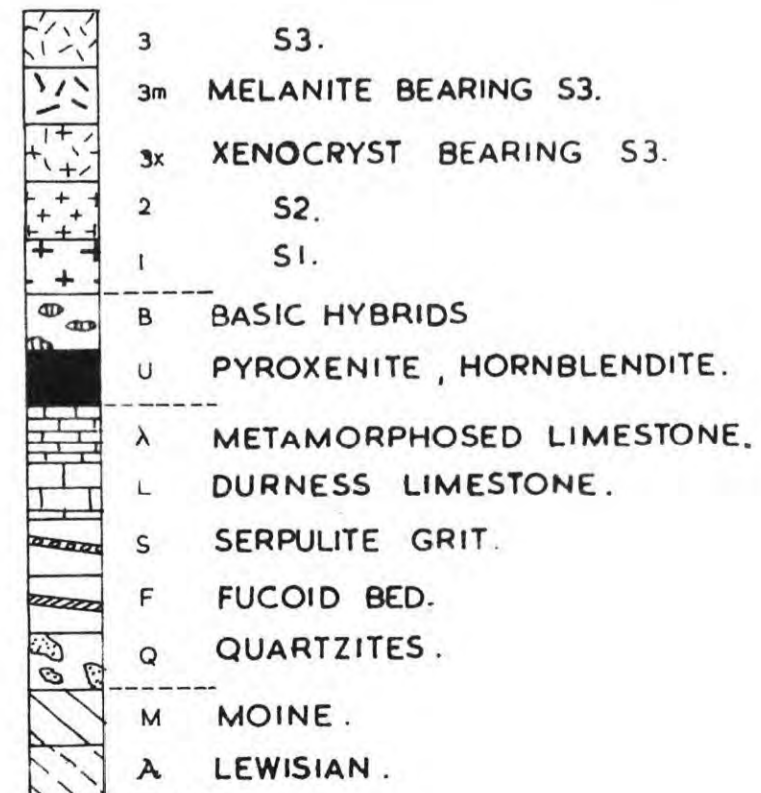 3 S3.
3m MELANITE BEARING S3.
3x XENOCRYST BEARING S3.
2 S2.
1 S1.
B BASIC HYBRIDS
U PYROXENITE , HORNBLENDITE.
λ METAMORPHOSED LIMESTONE.
L DURNESS LIMESTONE.
S SERPULITE GRIT.
F FUCOID BED.
Q QUARTZITES.
M MOINE.
A LEWISIAN.